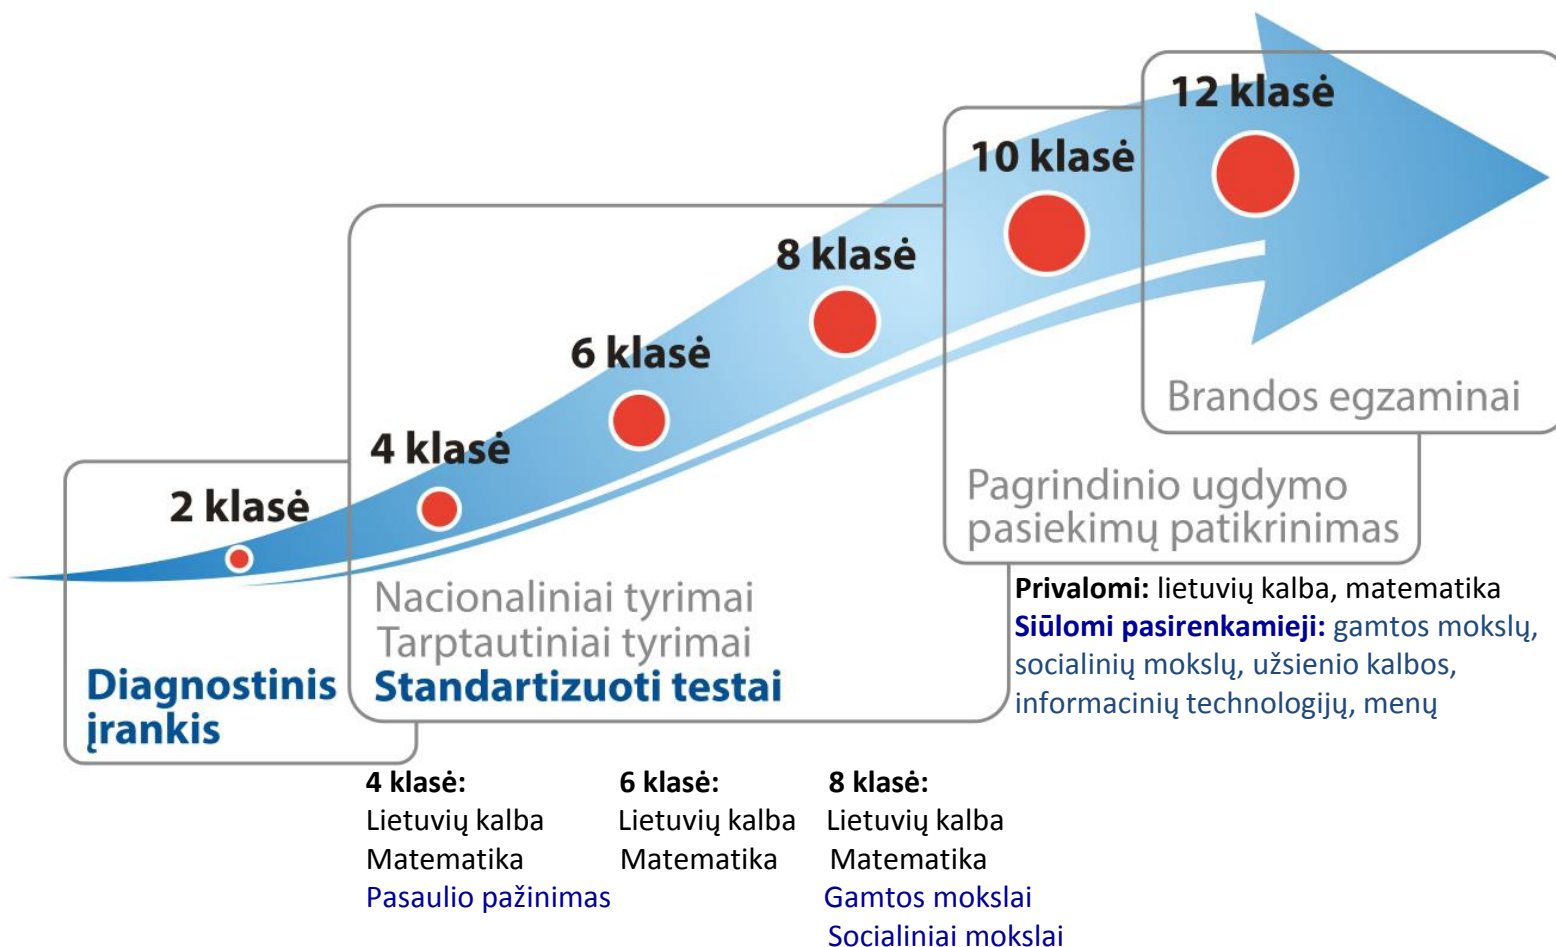 12 klasė
10 klasė
8 klasė
6 klasė
4 klasė
2 klasė
Brandos egzaminai
Pagrindinio ugdymo
pasiekimų patikrinimas
Nacionaliniai tyrimai
Tarptautiniai tyrimai
Standartizuoti testai
Diagnostinis
įrankis
Privalomi: lietuvių kalba, matematika
Siūlomi pasirenkamieji: gamtos mokslų,
socialinių mokslų, užsienio kalbos,
informacinių technologijų, menų
4 klasė:
Lietuvių kalba
Matematika
Pasaulio pažinimas
6 klasė:
Lietuvių kalba
Matematika
8 klasė:
Lietuvių kalba
Matematika
Gamtos mokslai
Socialiniai mokslai